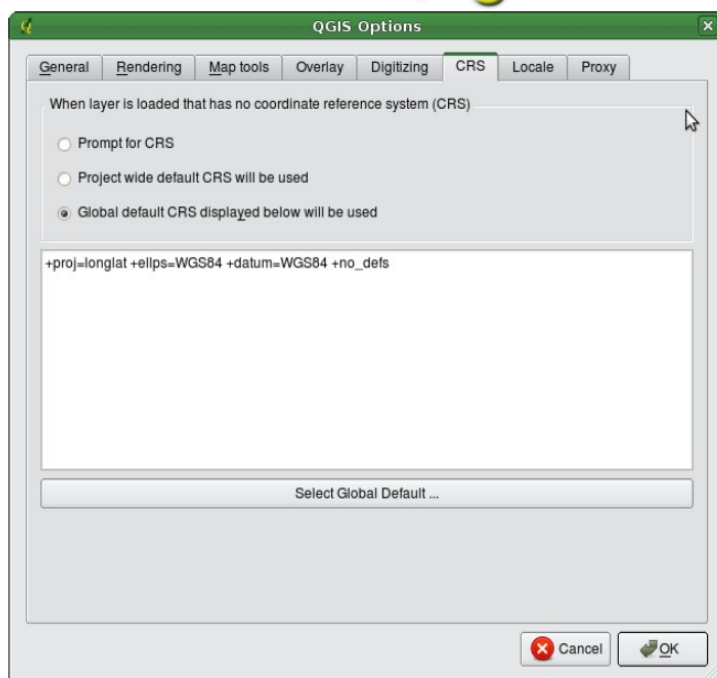 QGIS Options
General Rendering Map tools Overlay Digitizing CRS Locale Proxy
When layer is loaded that has no coordinate reference system (CRS)
Prompt for CRS
Project wide default CRS will be used
Global default CRS displayed below will be used
+proj=longlat +ellps=WGS84 +datum=WGS84 +no_defs
Select Global Default ...
Cancel OK